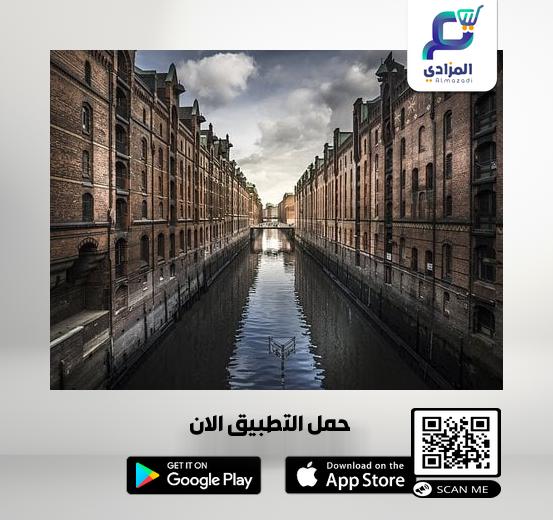 المزادي
Almazadi
حمل التطبيق الان
GET IT ON
Google Play
Download on the
App Store
SCAN ME